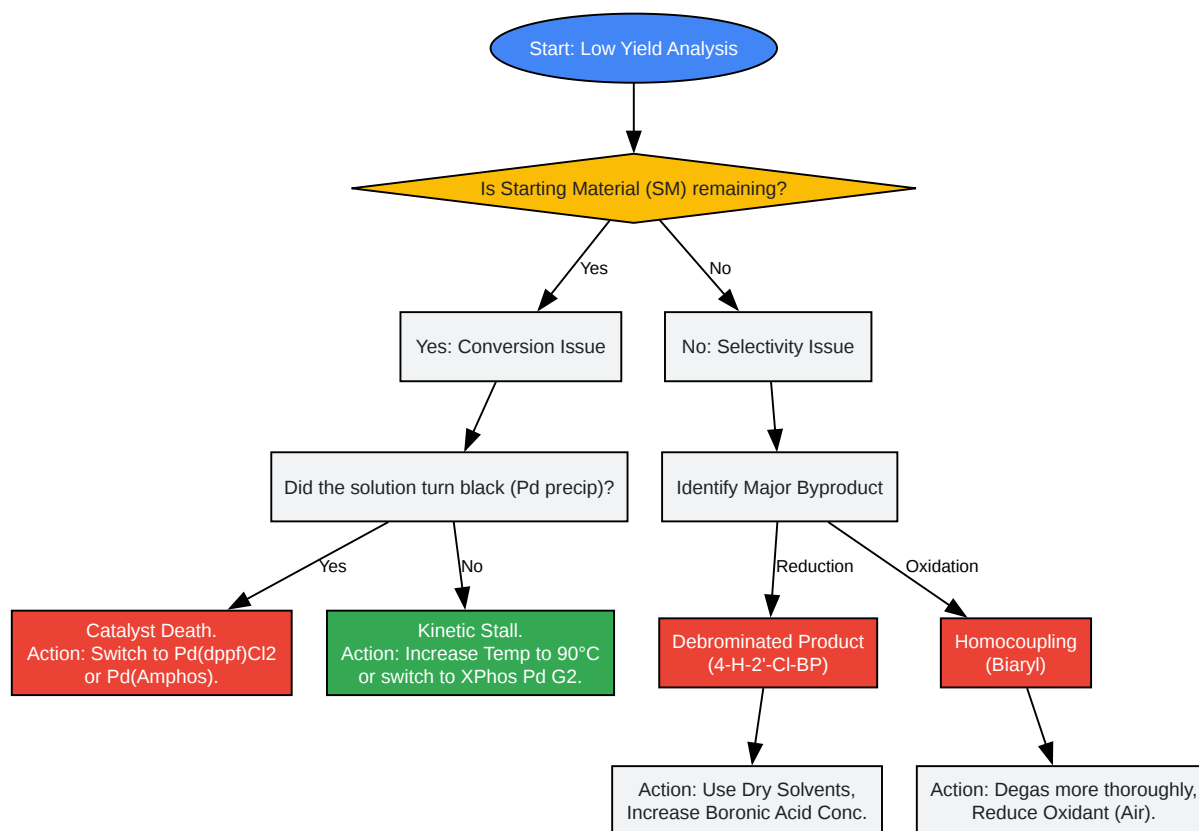 Start: Low Yield Analysis
Is Starting Material (SM) remaining?
Yes
No
Yes: Conversion Issue
No: Selectivity Issue
Did the solution turn black (Pd precip)?
Identify Major Byproduct
Yes
No
Reduction
Oxidation
Catalyst Death.
Action: Switch to Pd(dppf)Cl2
or Pd(Amphos).
Kinetic Stall.
Action: Increase Temp to 90°C
or switch to XPhos Pd G2.
Debrominated Product
(4-H-2'-Cl-BP)
Homocoupling
(Biaryl)
Action: Use Dry Solvents,
Increase Boronic Acid Conc.
Action: Degas more thoroughly,
Reduce Oxidant (Air).